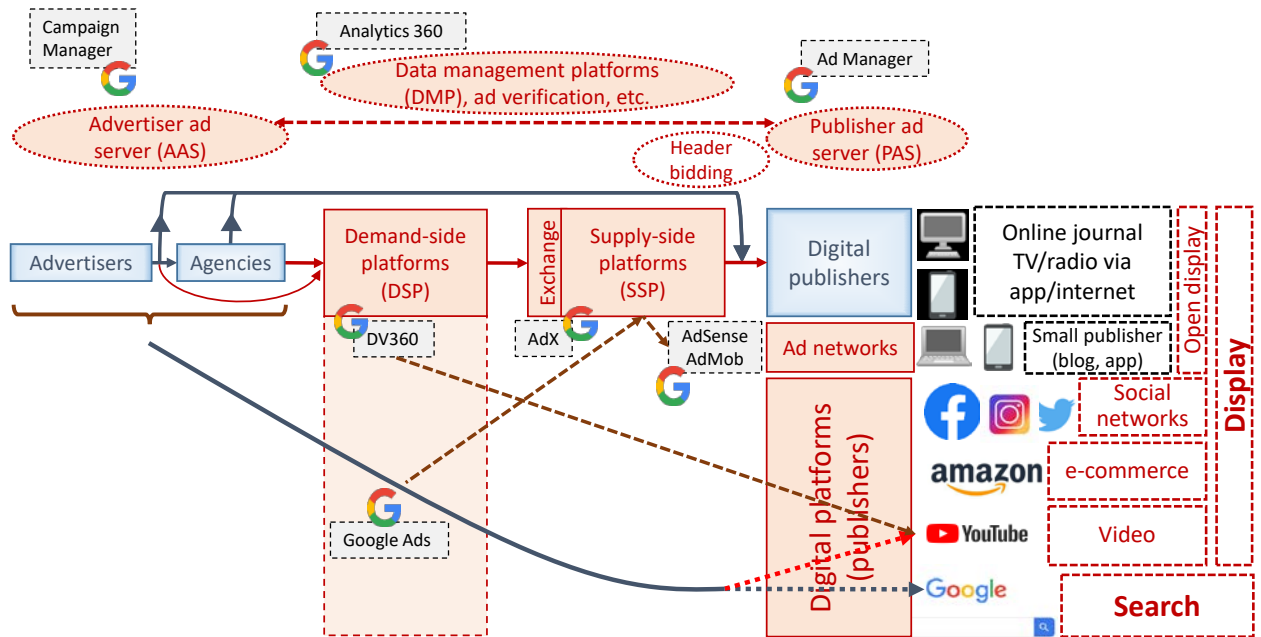 Campaign
Manager
Analytics 360
Ad Manager
Data management platforms
(DMP), ad verification, etc.
Advertiser ad
server (AAS)
Publisher ad
server (PAS)
Header
bidding
Advertisers
Agencies
Demand-side
platforms
(DSP)
Exchange
Supply-side
platforms
(SSP)
Digital
publishers
Online journal
TV/radio via
app/internet
Open display
Display
DV360
AdX
AdSense
AdMob
Ad networks
Small publisher
(blog, app)
Digital platforms
(publishers)
Social
networks
amazon
e-commerce
Google Ads
YouTube
Video
Google
Search